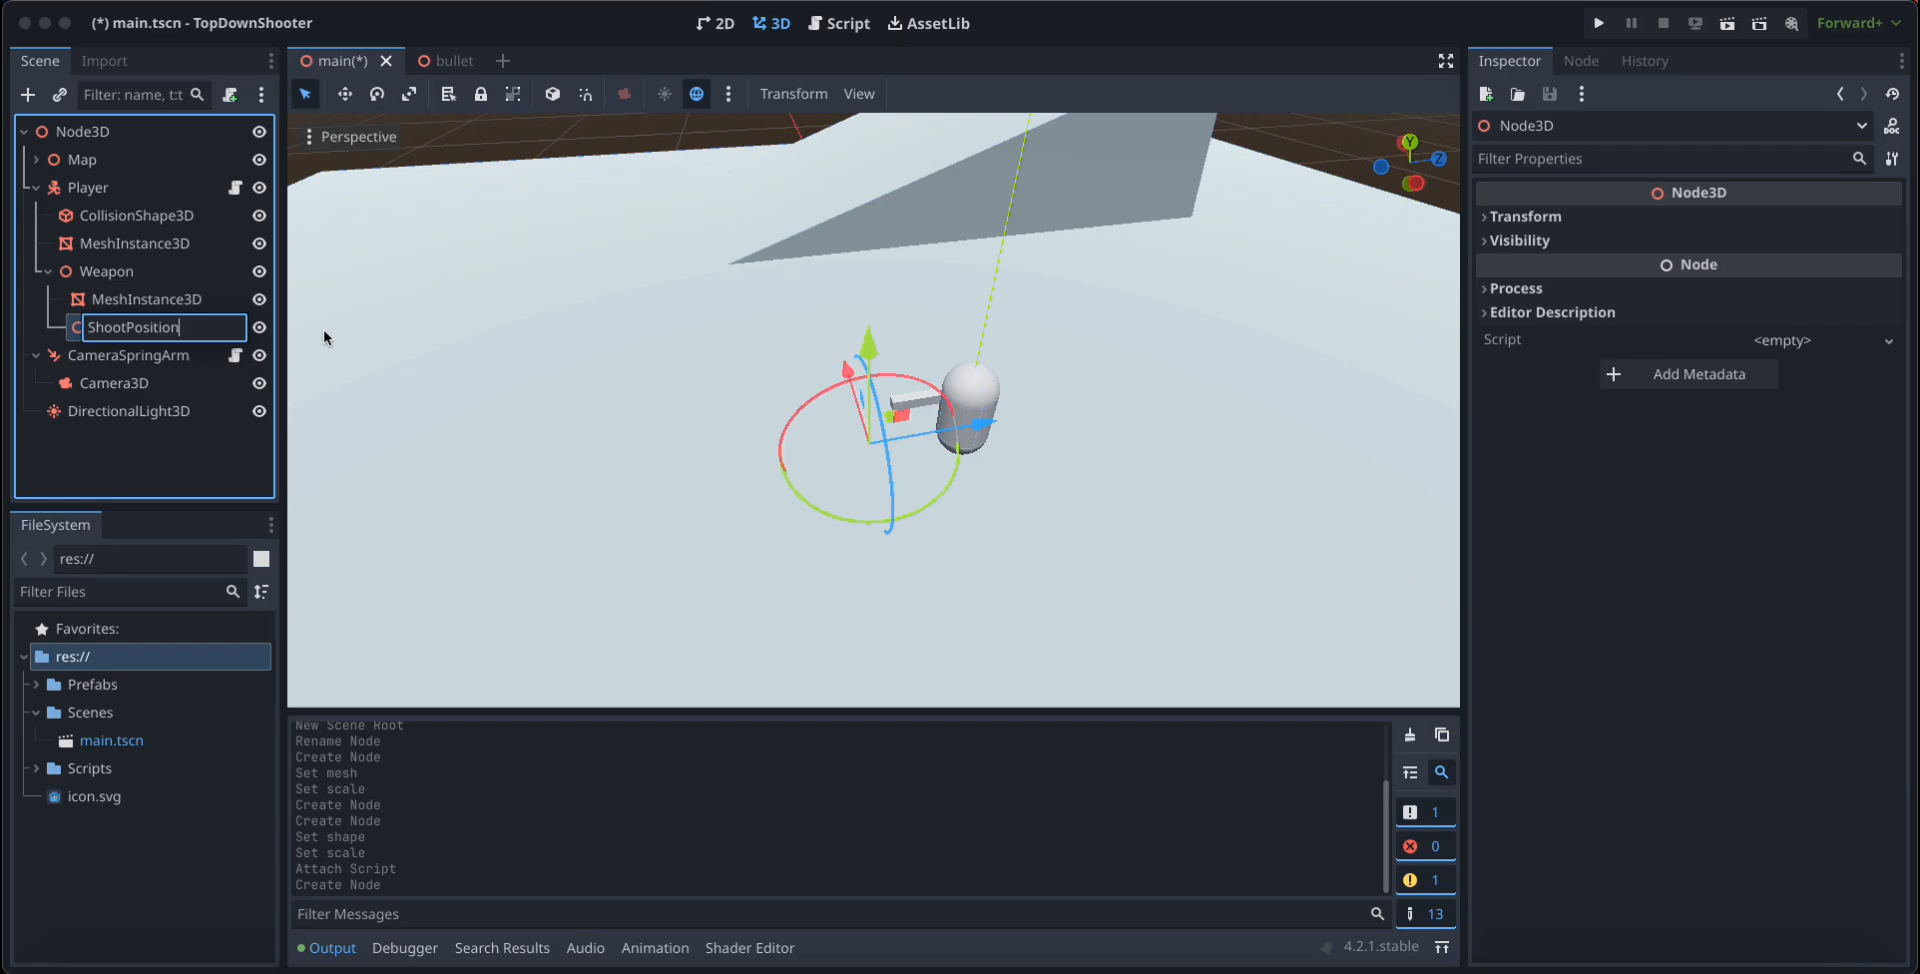 (*) main.tscn - TopDownShooter
2D
3D
Script
AssetLib
Forward+
Scene
Import
main(*)
bullet
Inspector
Node
History
Filter: name, t:t
Transform
View
Node3D
Filter Properties
Perspective
Y
Z
Node3D
Map
Player
CollisionShape3D
MeshInstance3D
Weapon
MeshInstance3D
ShootPosition
CameraSpringArm
Camera3D
DirectionalLight3D
Node3D
Transform
Visibility
Node
Process
Editor Description
Script
<empty>
Add Metadata
FileSystem
res://
Filter Files
Favorites:
res://
Prefabs
Scenes
main.tscn
Scripts
icon.svg
New Scene Root
Rename Node
Create Node
Set mesh
Set scale
Create Node
Create Node
Set shape
Set scale
Attach Script
Create Node
1
0
1
13
Filter Messages
Output
Debugger
Search Results
Audio
Animation
Shader Editor
4.2.1.stable